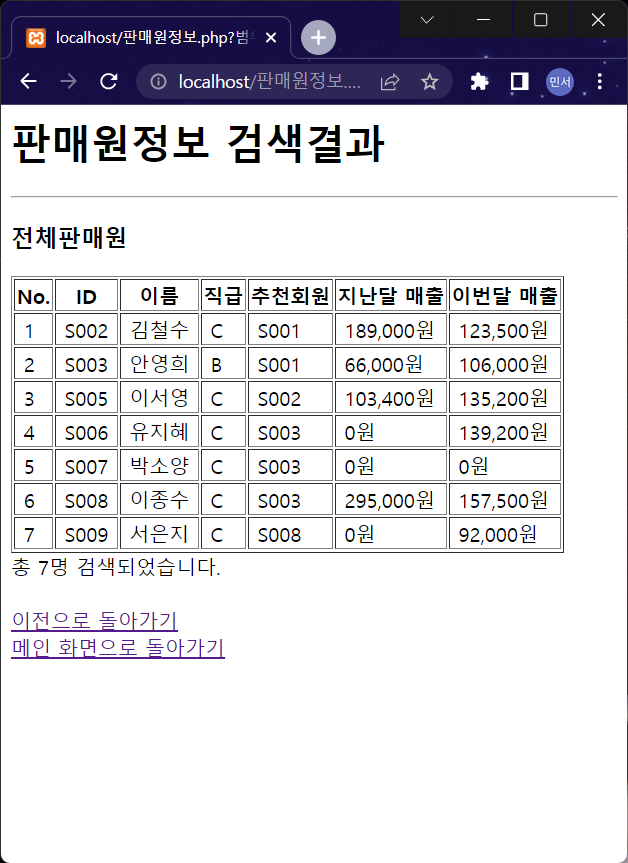 localhost/판매원정보.php?범
localhost/판매원정보....
민서
판매원정보 검색결과
전체판매원
No. ID 이름 직급 추천회원 지난달 매출 이번달 매출
1 S002 김철수 C S001 189,000원 123,500원
2 S003 안영희 B S001 66,000원 106,000원
3 S005 이서영 C S002 103,400원 135,200원
4 S006 유지혜 C S003 0원 139,200원
5 S007 박소양 C S003 0원 0원
6 S008 이종수 C S003 295,000원 157,500원
7 S009 서은지 C S008 0원 92,000원
총 7명 검색되었습니다.
이전으로 돌아가기
메인 화면으로 돌아가기